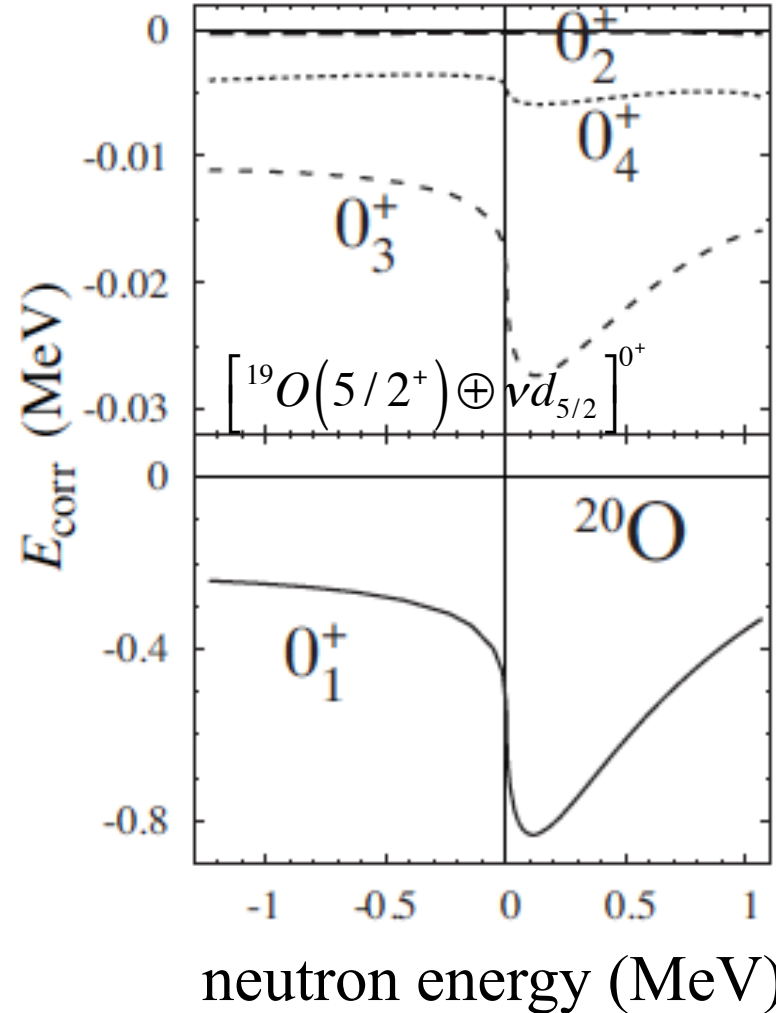 0
0₂⁺
0₄⁺
-0.01
0₃⁺
-0.02
[¹⁹O(5/2⁺)⊕νd₅/₂]⁰⁺
-0.03
E_corr (MeV)
0
²⁰O
-0.4
0₁⁺
-0.8
-1 -0.5 0 0.5 1
neutron energy (MeV)